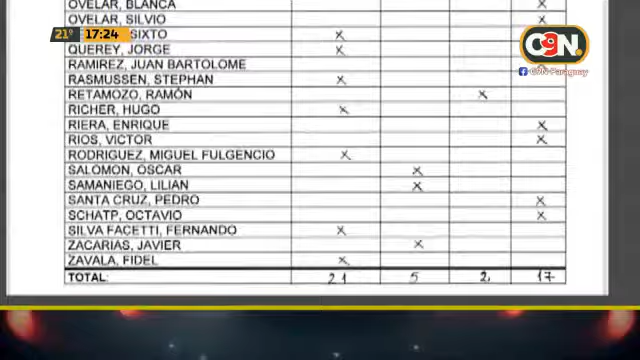 OVELAR, BLANCA X
OVELAR, SILVIO X
21° 17:24 SIXTO X
QUEREY, JORGE X
RAMIREZ, JUAN BARTOLOME
RASMUSSEN, STEPHAN X
RETAMOZO, RAMÓN X
RICHER, HUGO X
RIERA, ENRIQUE X
RIOS, VICTOR X
RODRIGUEZ, MIGUEL FULGENCIO X
SALOMÓN, OSCAR X
SAMANIEGO, LILIAN X
SANTA CRUZ, PEDRO X
SCHATP, OCTAVIO X
SILVA FACETTI, FERNANDO X
ZACARIAS, JAVIER X
ZAVALA, FIDEL X
TOTAL: 21 5 2 17
C9N
C9N Paraguay